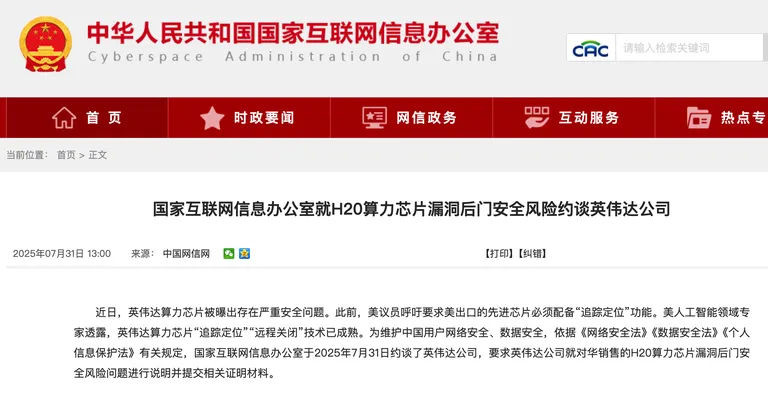 中华人民共和国国家互联网信息办公室
Cyberspace Administration of China
CAC 请输入检索关键词
首 页 时政要闻 网信政务 互动服务 热点专
当前位置： 首页 > 正文
国家互联网信息办公室就H20算力芯片漏洞后门安全风险约谈英伟达公司
2025年07月31日 13:00 来源： 中国网信网 【打印】【纠错】
近日，英伟达算力芯片被曝出存在严重安全问题。此前，美议员呼吁要求美出口的先进芯片必须配备“追踪定位”功能。美人工智能领域专
家透露，英伟达算力芯片“追踪定位”“远程关闭”技术已成熟。为维护中国用户网络安全、数据安全，依据《网络安全法》《数据安全法》《个人
信息保护法》有关规定，国家互联网信息办公室于2025年7月31日约谈了英伟达公司，要求英伟达公司就对华销售的H20算力芯片漏洞后门安
全风险问题进行说明并提交相关证明材料。